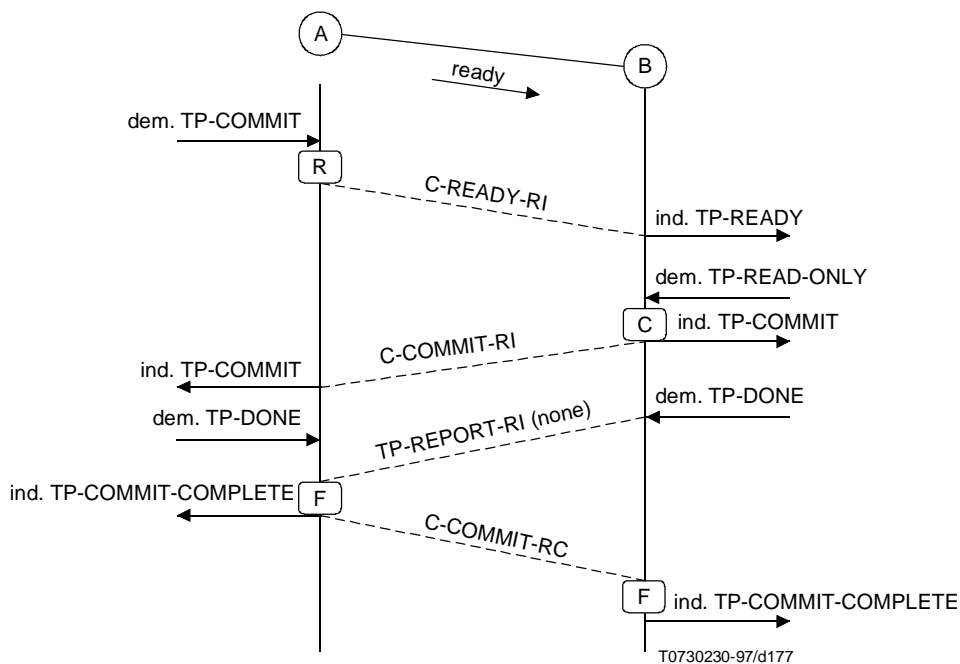 A
B
ready
dem. TP-COMMIT
R
C-READY-RI
ind. TP-READY
dem. TP-READ-ONLY
C
ind. TP-COMMIT
C-COMMIT-RI
ind. TP-COMMIT
dem. TP-DONE
dem. TP-DONE
TP-REPORT-RI (none)
ind. TP-COMMIT-COMPLETE
F
C-COMMIT-RC
F
ind. TP-COMMIT-COMPLETE
T0730230-97/d177